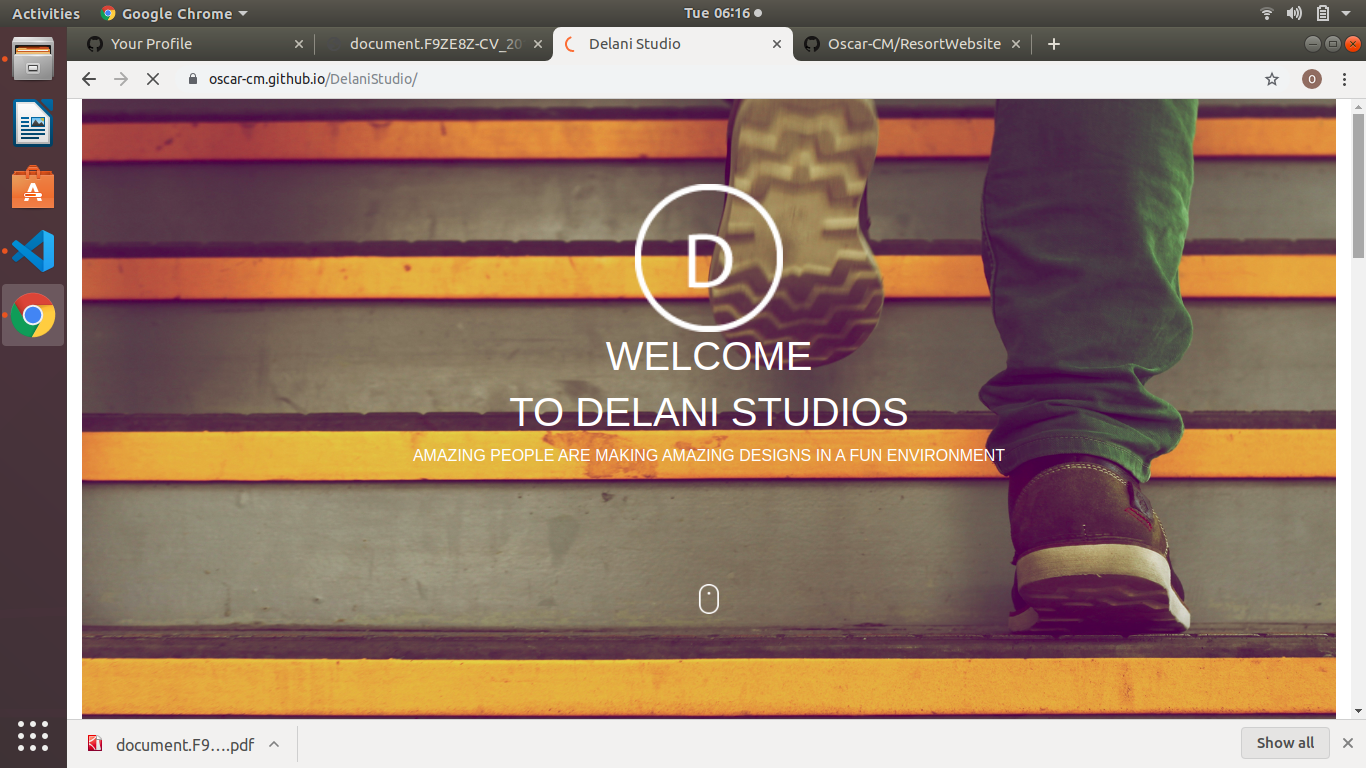 Activities
Google Chrome
Tue 06:16
Your Profile
document.F9ZE8Z-CV_20
Delani Studio
Oscar-CM/ResortWebsite
oscar-cm.github.io/DelaniStudio/
O
D
WELCOME
TO DELANI STUDIOS
AMAZING PEOPLE ARE MAKING AMAZING DESIGNS IN A FUN ENVIRONMENT
document.F9….pdf
Show all